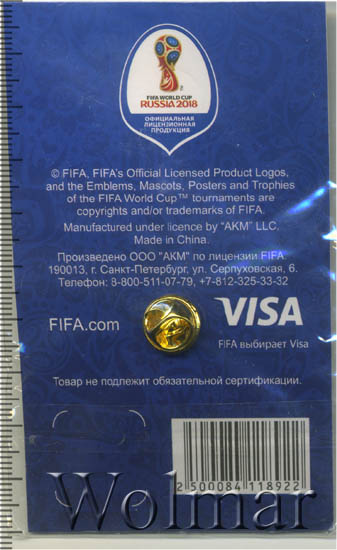 FIFA WORLD CUP
RUSSIA 2018
ОФИЦИАЛЬНАЯ
ЛИЦЕНЗИОННАЯ
ПРОДУКЦИЯ
© FIFA, FIFA's Official Licensed Product Logos,
and the Emblems, Mascots, Posters and Trophies
of the FIFA World Cup™ tournaments are
copyrights and/or trademarks of FIFA.
Manufactured under licence by "AKM" LLC.
Made in China.
Произведено ООО "АКМ" по лицензии FIFA
190013, г. Санкт-Петербург, ул. Серпуховская, 6.
Телефон: 8-800-511-07-79, +7-812-325-33-32
FIFA.com
VISA
FIFA выбирает Visa
Товар не подлежит обязательной сертификации.
2 500084 118922
Wolmar